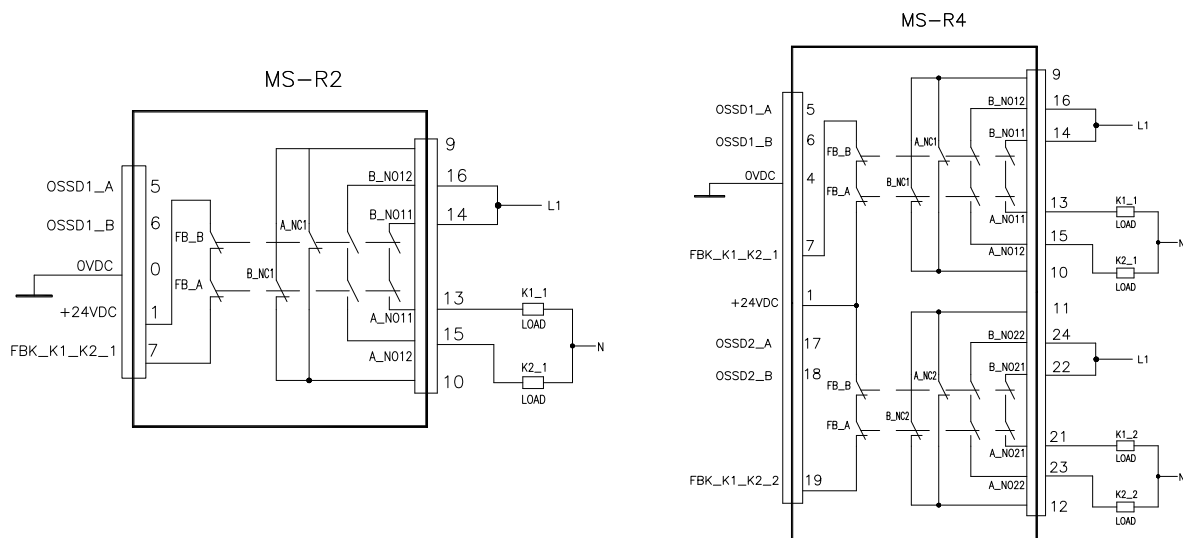 MS-R2
9
16
14
L1
13
15
10
N
5
6
0
1
7
OSSD1_A
OSSD1_B
0VDC
+24VDC
FBK_K1_K2_1
FB_B
FB_A
A_NC1
B_NC1
B_NO12
B_NO11
A_NO11
A_NO12
K1_1
LOAD
K2_1
LOAD
MS-R4
OSSD1_A
OSSD1_B
0VDC
FBK_K1_K2_1
+24VDC
OSSD2_A
OSSD2_B
FBK_K1_K2_2
5
6
4
7
1
17
18
19
FB_B
FB_A
A_NC1
B_NC1
B_NO12
B_NO11
A_NO11
A_NO12
9
16
14
L1
13
15
10
K1_1
LOAD
K2_1
LOAD
N
FB_B
FB_A
A_NC2
B_NC2
B_NO22
B_NO21
A_NO21
A_NO22
11
24
22
L1
21
23
12
K1_2
LOAD
K2_2
LOAD
N